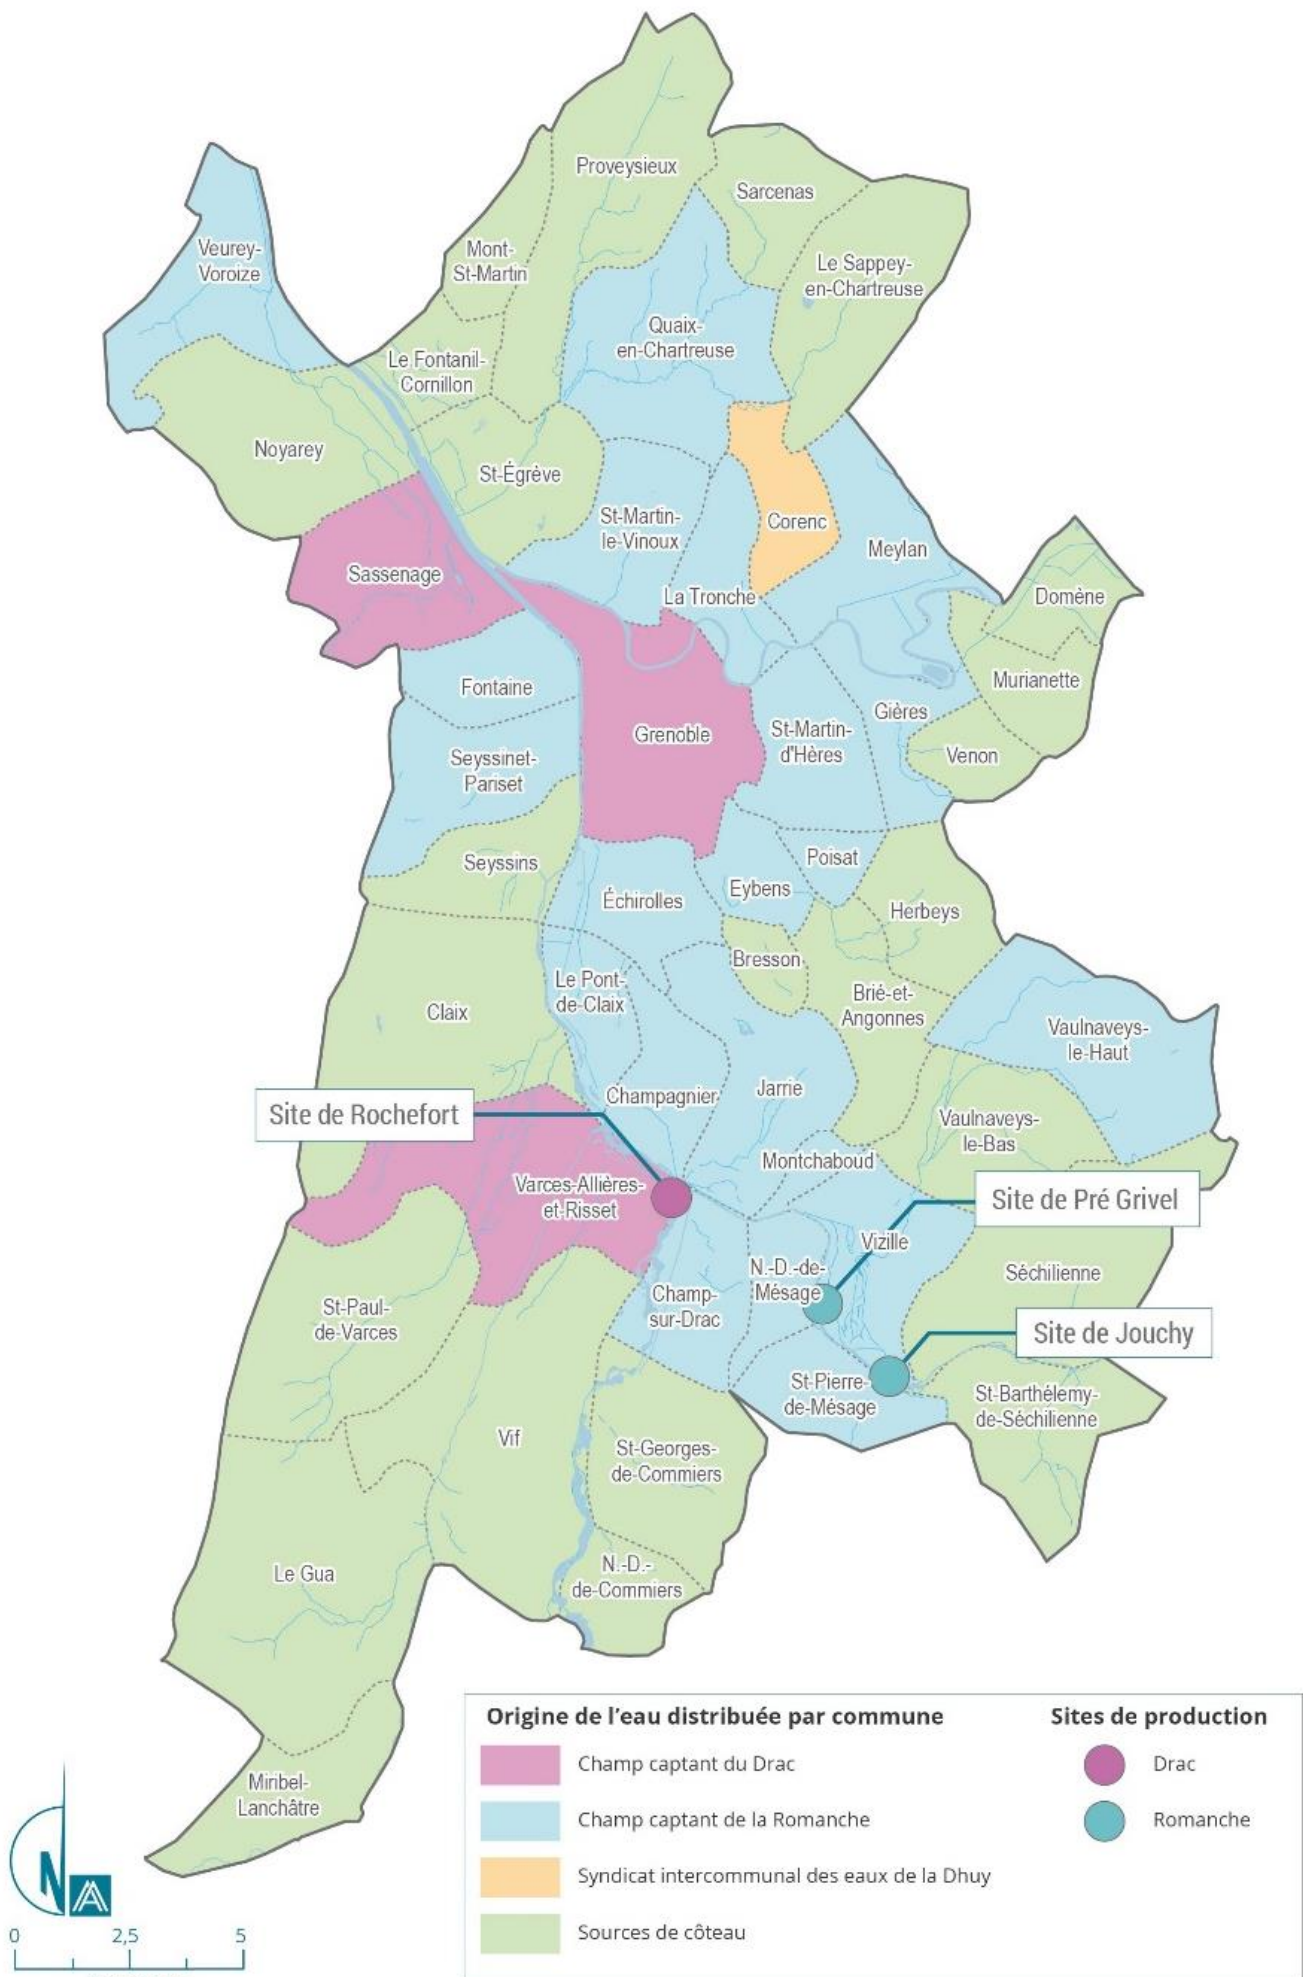 Proveysieux
Sarcenas
Veurey-
Voroize
Mont-
St-Martin
Le Sappey-
en-Chartreuse
Quaix-
en-Chartreuse
Le Fontanil-
Cornillon
Noyarey
St-Égrève
St-Martin-
le-Vinoux
Corenc
Meylan
Sassenage
La Tronche
Domène
Fontaine
Murianette
Grenoble
St-Martin-
d'Hères
Gières
Venon
Seyssinet-
Pariset
Seyssins
Poisat
Eybens
Échirolles
Herbeys
Bresson
Le Pont-
de-Claix
Brié-et-
Angonnes
Claix
Vaulnaveys-
le-Haut
Champagnier
Jarrie
Site de Rochefort
Vaulnaveys-
le-Bas
Montchaboud
Varces-Allières-
et-Risset
Site de Pré Grivel
Vizille
N.-D.-de-
Mésage
Séchilienne
Champ-
sur-Drac
St-Paul-
de-Varces
Site de Jouchy
St-Pierre-
de-Mésage
St-Barthélemy-
de-Séchilienne
Vif
St-Georges-
de-Commiers
Le Gua
N.-D.-
de-Commiers
Miribel-
Lanchâtre
Origine de l'eau distribuée par commune
Champ captant du Drac
Champ captant de la Romanche
Syndicat intercommunal des eaux de la Dhuy
Sources de côteau
Sites de production
Drac
Romanche
N
0 2,5 5